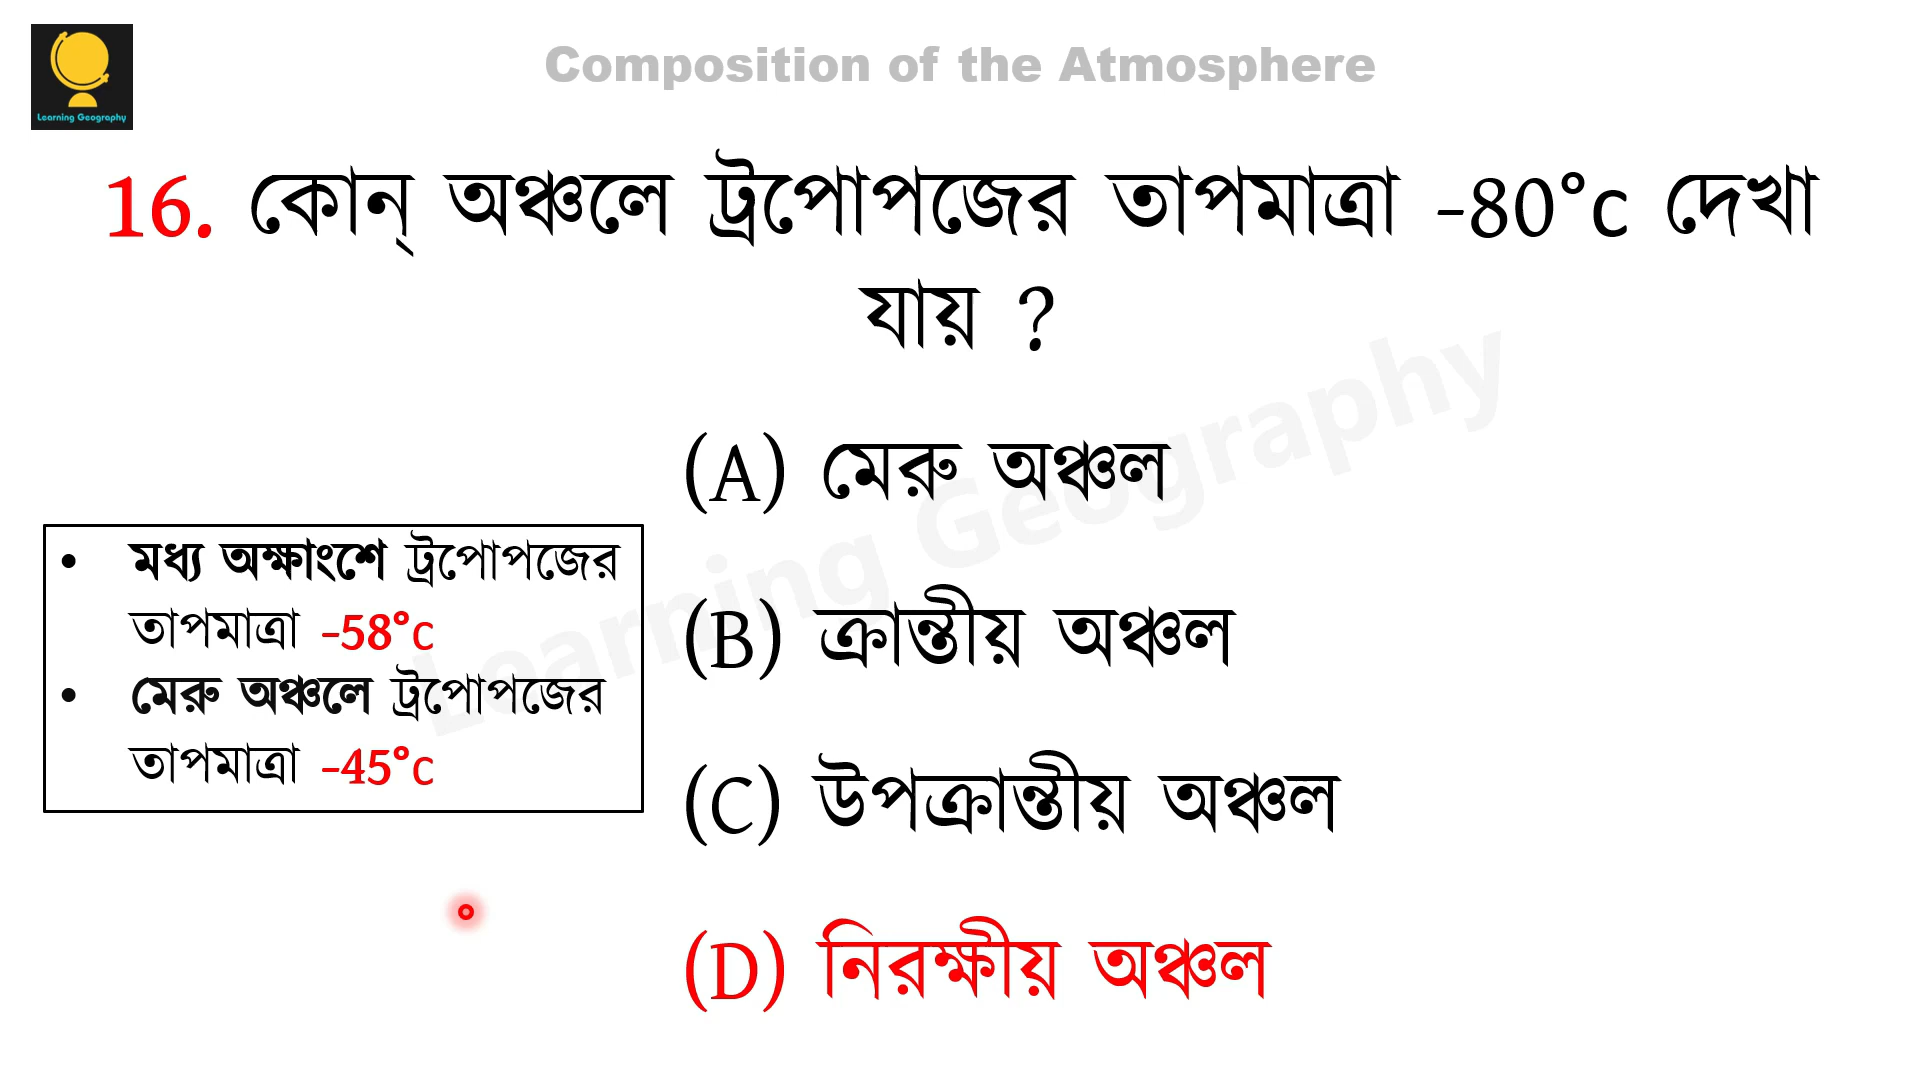 Learning Geography
Composition of the Atmosphere
16. কোন্ অঞ্চলে ট্রপোপজের তাপমাত্রা -80°c দেখা
যায় ?
(A) মেরু অঞ্চল
• মধ্য অক্ষাংশে ট্রপোপজের
তাপমাত্রা -58°c
• মেরু অঞ্চলে ট্রপোপজের
তাপমাত্রা -45°c
(B) ক্রান্তীয় অঞ্চল
(C) উপক্রান্তীয় অঞ্চল
(D) নিরক্ষীয় অঞ্চল
Learning Geography